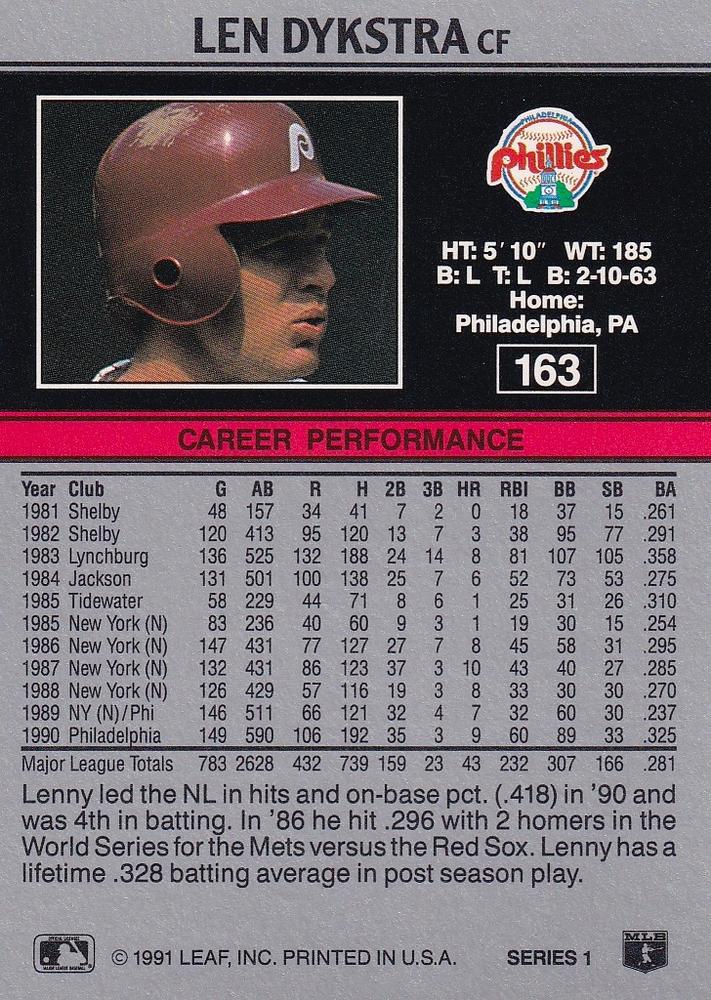 LEN DYKSTRA CF
PHILADELPHIA
Phillies
P
HT: 5' 10" WT: 185
B: L T: L B: 2-10-63
Home:
Philadelphia, PA
163
CAREER PERFORMANCE
Year Club G AB R H 2B 3B HR RBI BB SB BA
1981 Shelby 48 157 34 41 7 2 0 18 37 15 .261
1982 Shelby 120 413 95 120 13 7 3 38 95 77 .291
1983 Lynchburg 136 525 132 188 24 14 8 81 107 105 .358
1984 Jackson 131 501 100 138 25 7 6 52 73 53 .275
1985 Tidewater 58 229 44 71 8 6 1 25 31 26 .310
1985 New York (N) 83 236 40 60 9 3 1 19 30 15 .254
1986 New York (N) 147 431 77 127 27 7 8 45 58 31 .295
1987 New York (N) 132 431 86 123 37 3 10 43 40 27 .285
1988 New York (N) 126 429 57 116 19 3 8 33 30 30 .270
1989 NY (N)/Phi 146 511 66 121 32 4 7 32 60 30 .237
1990 Philadelphia 149 590 106 192 35 3 9 60 89 33 .325
Major League Totals 783 2628 432 739 159 23 43 232 307 166 .281
Lenny led the NL in hits and on-base pct. (.418) in '90 and
was 4th in batting. In '86 he hit .296 with 2 homers in the
World Series for the Mets versus the Red Sox. Lenny has a
lifetime .328 batting average in post season play.
OFFICIAL LICENSEE
MAJOR LEAGUE BASEBALL
© 1991 LEAF, INC. PRINTED IN U.S.A.
SERIES 1
MLB